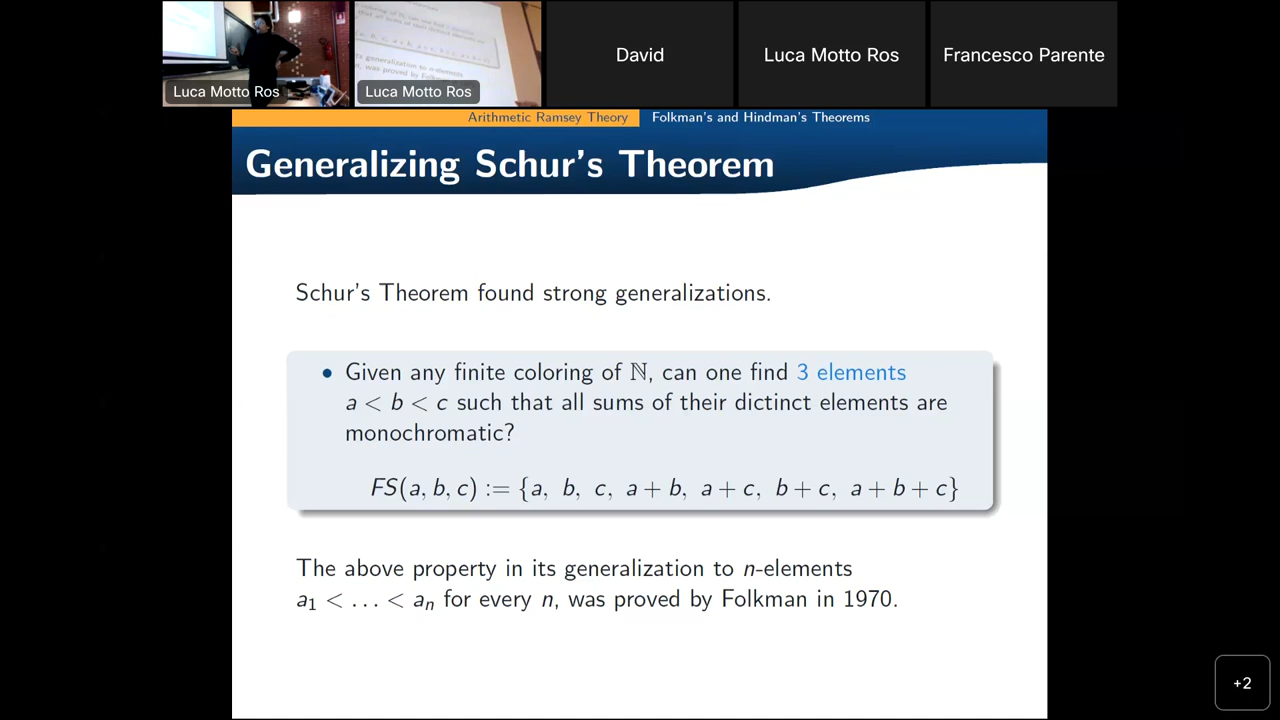 David
Luca Motto Ros
Francesco Parente
Luca Motto Ros
Luca Motto Ros
Arithmetic Ramsey Theory
Folkman's and Hindman's Theorems
Generalizing Schur's Theorem
Schur's Theorem found strong generalizations.
• Given any finite coloring of ℕ, can one find 3 elements
a < b < c such that all sums of their dictinct elements are
monochromatic?
FS(a, b, c) := {a, b, c, a + b, a + c, b + c, a + b + c}
The above property in its generalization to n-elements
a₁ < ... < aₙ for every n, was proved by Folkman in 1970.
+2